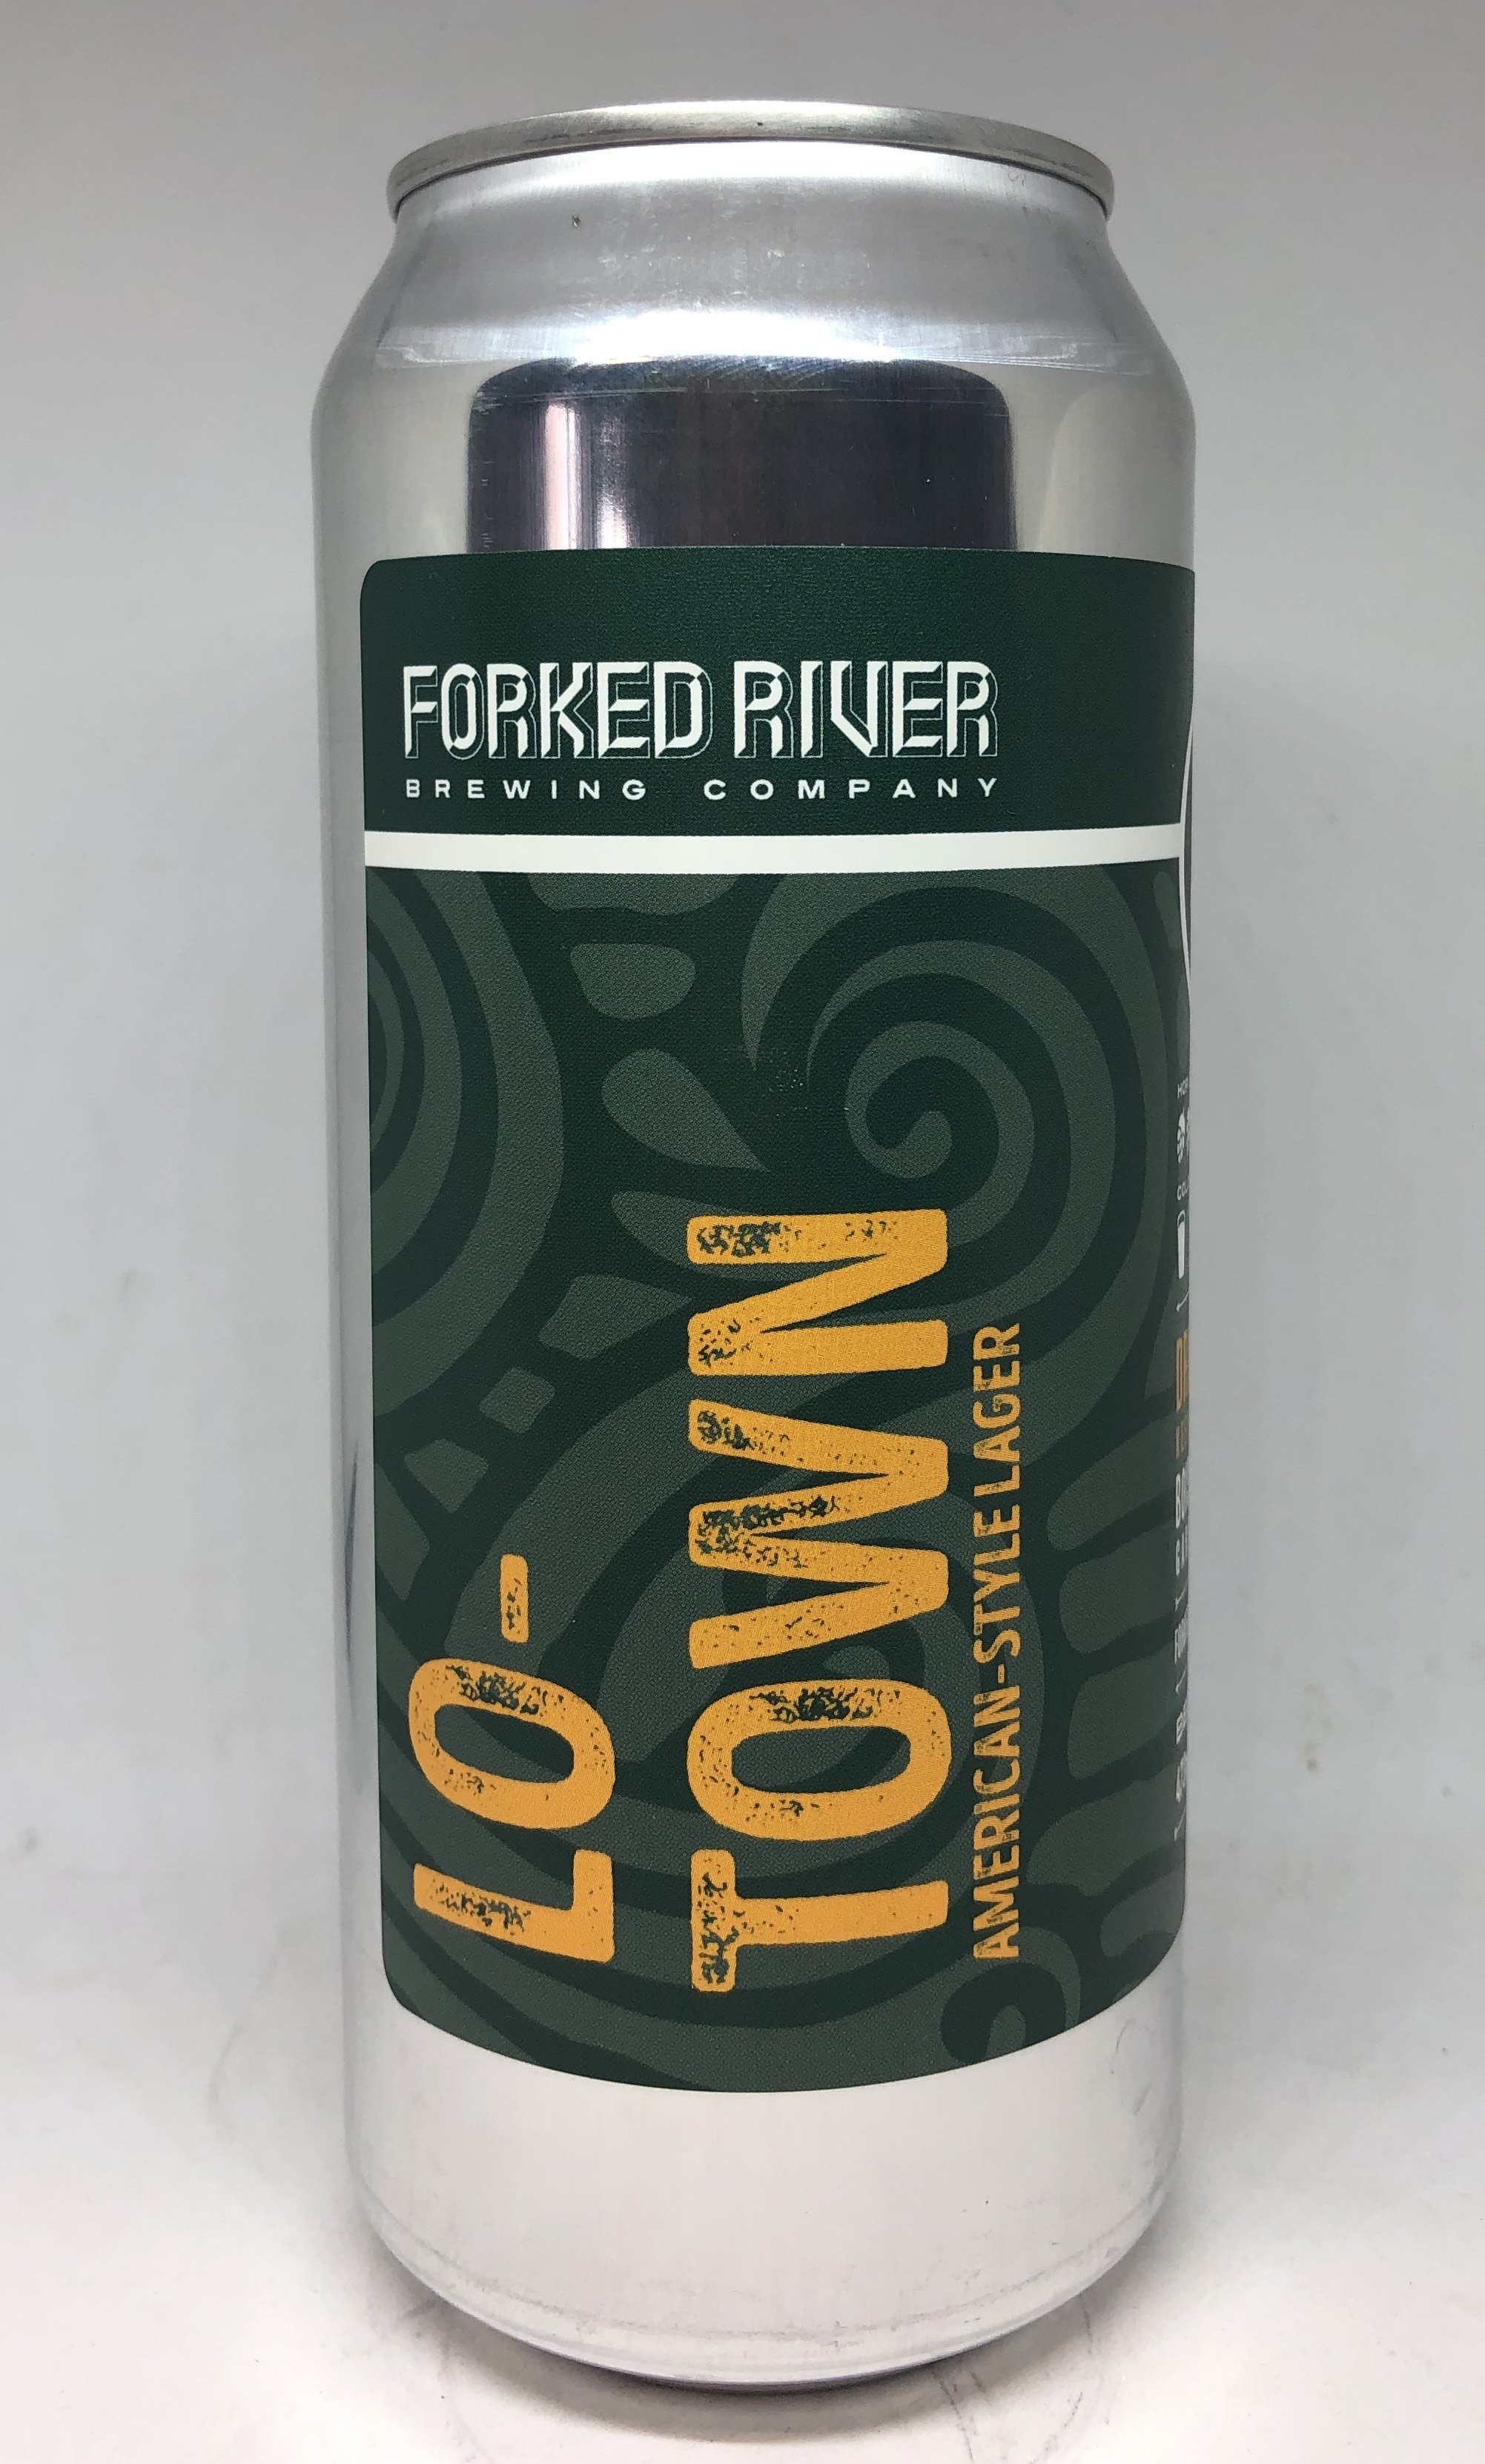 FORKED RIVER
BREWING COMPANY
LO-
TOWN
AMERICAN-STYLE LAGER